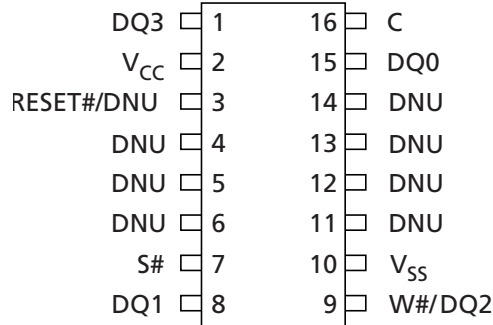 DQ3 1 16 C
VCC 2 15 DQ0
RESET#/DNU 3 14 DNU
DNU 4 13 DNU
DNU 5 12 DNU
DNU 6 11 DNU
S# 7 10 VSS
DQ1 8 9 W#/DQ2